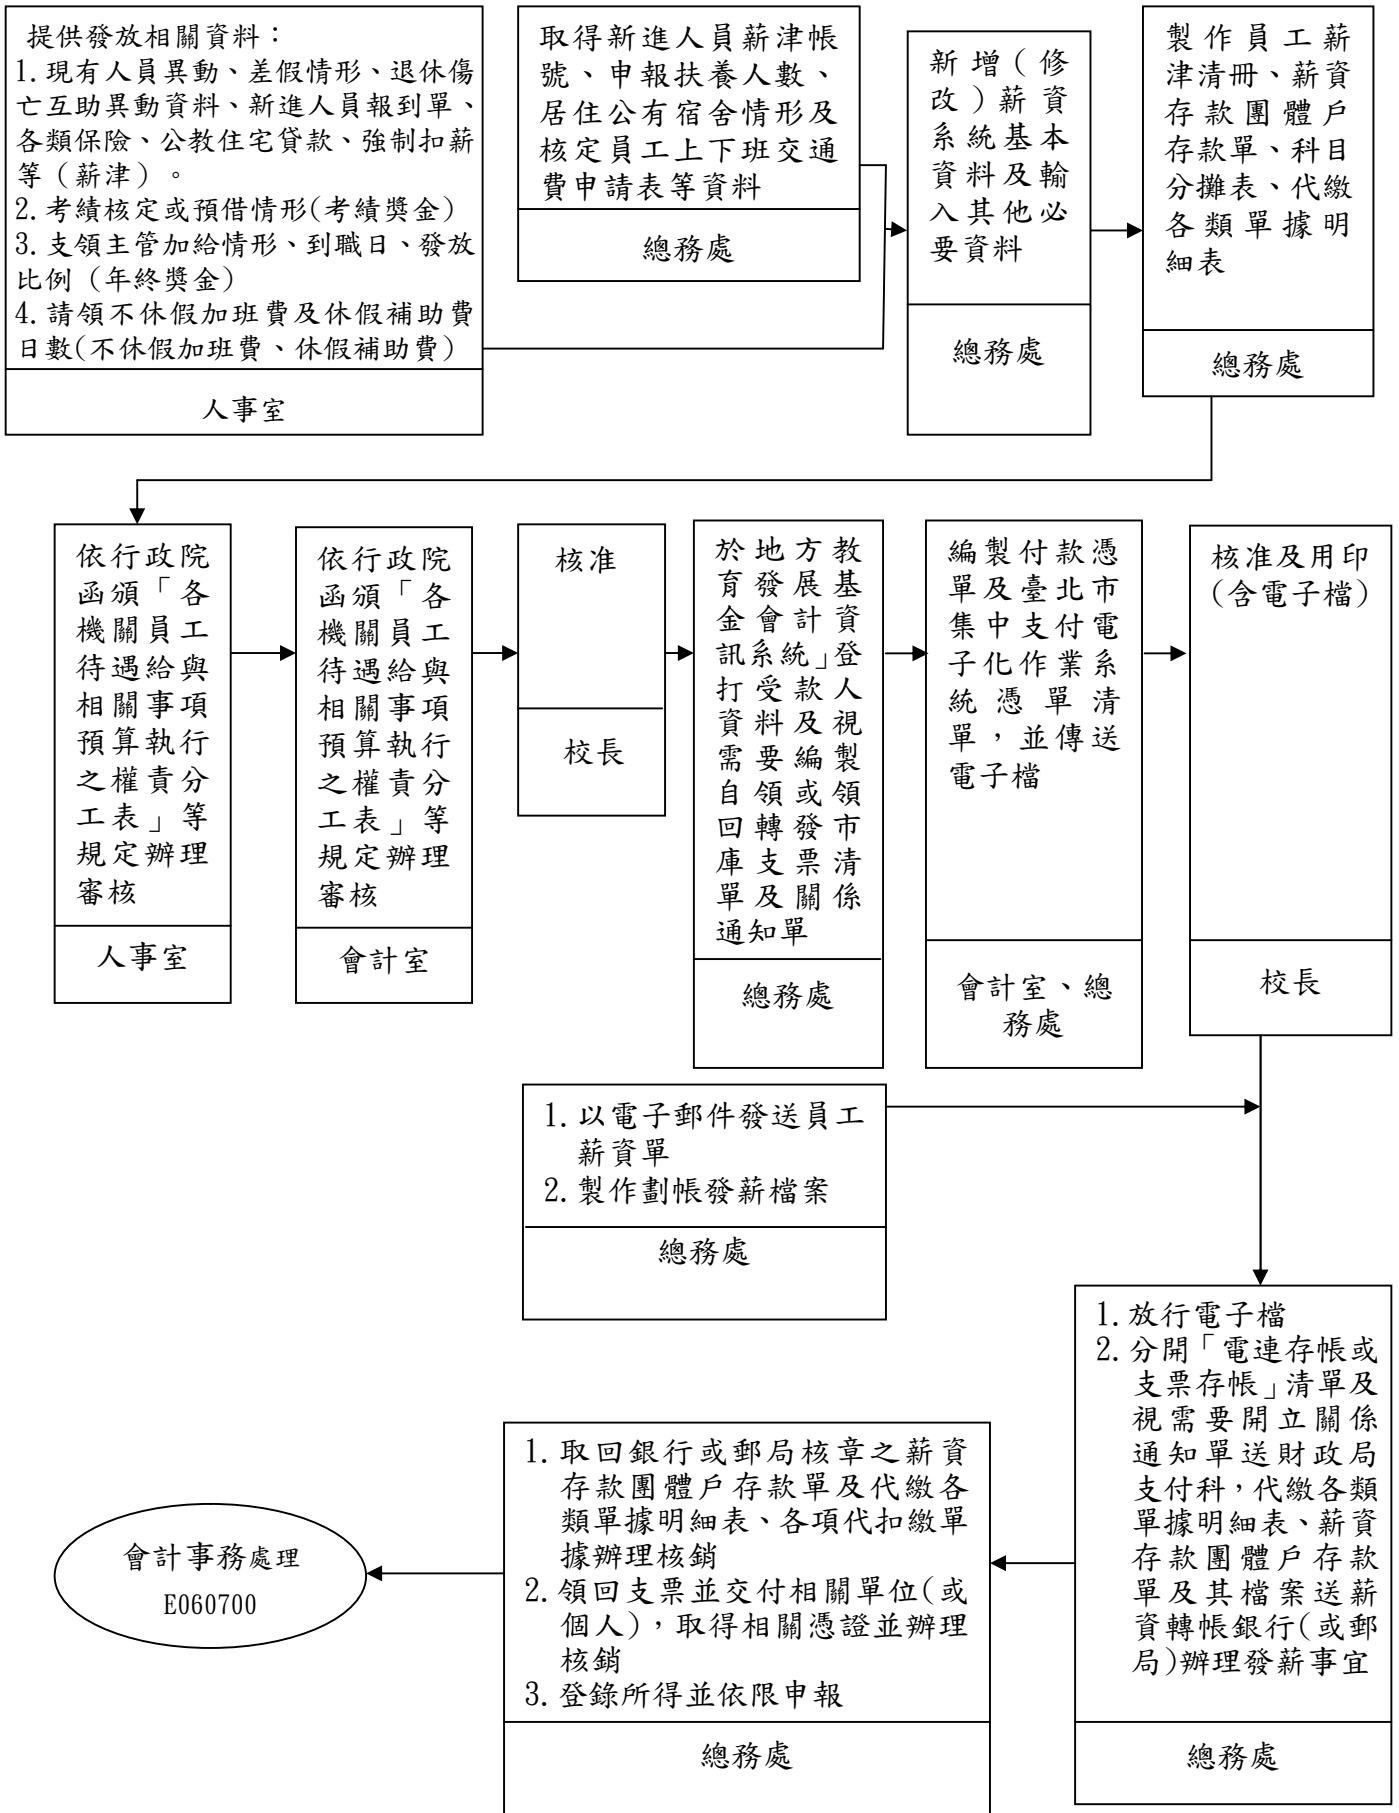 提供發放相關資料：
1.現有人員異動、差假情形、退休傷
亡互助異動資料、新進人員報到單、
各類保險、公教住宅貸款、強制扣薪
等（薪津）。
2.考績核定或預借情形(考績獎金)
3.支領主管加給情形、到職日、發放
比例（年終獎金)
4.請領不休假加班費及休假補助費
日數(不休假加班費、休假補助費)
人事室
取得新進人員薪津帳
號、申報扶養人數、
居住公有宿舍情形及
核定員工上下班交通
費申請表等資料
總務處
新增（修
改）薪資
系統基本
資料及輸
入其他必
要資料
總務處
製作員工薪
津清冊、薪資
存款團體戶
存款單、科目
分攤表、代繳
各類單據明
細表
總務處
依行政院
函頒「各
機關員工
待遇給與
相關事項
預算執行
之權責分
工表」等
規定辦理
審核
人事室
依行政院
函頒「各
機關員工
待遇給與
相關事項
預算執行
之權責分
工表」等
規定辦理
審核
會計室
核准
校長
於地方教
育發展基
金會計資
訊系統」登
打受款人
資料及視
需要編製
自領或領
回轉發市
庫支票清
單及關係
通知單
總務處
編製付款憑
單及臺北市
集中支付電
子化作業系
統憑單清
單，並傳送
電子檔
會計室、總
務處
核准及用印
(含電子檔)
校長
1.以電子郵件發送員工
薪資單
2.製作劃帳發薪檔案
總務處
1.放行電子檔
2.分開「電連存帳或
支票存帳」清單及
視需要開立關係
通知單送財政局
支付科，代繳各類
單據明細表、薪資
存款團體戶存款
單及其檔案送薪
資轉帳銀行(或郵
局)辦理發薪事宜
總務處
1.取回銀行或郵局核章之薪資
存款團體戶存款單及代繳各
類單據明細表、各項代扣繳單
據辦理核銷
2.領回支票並交付相關單位(或
個人)，取得相關憑證並辦理
核銷
3.登錄所得並依限申報
總務處
會計事務處理
E060700